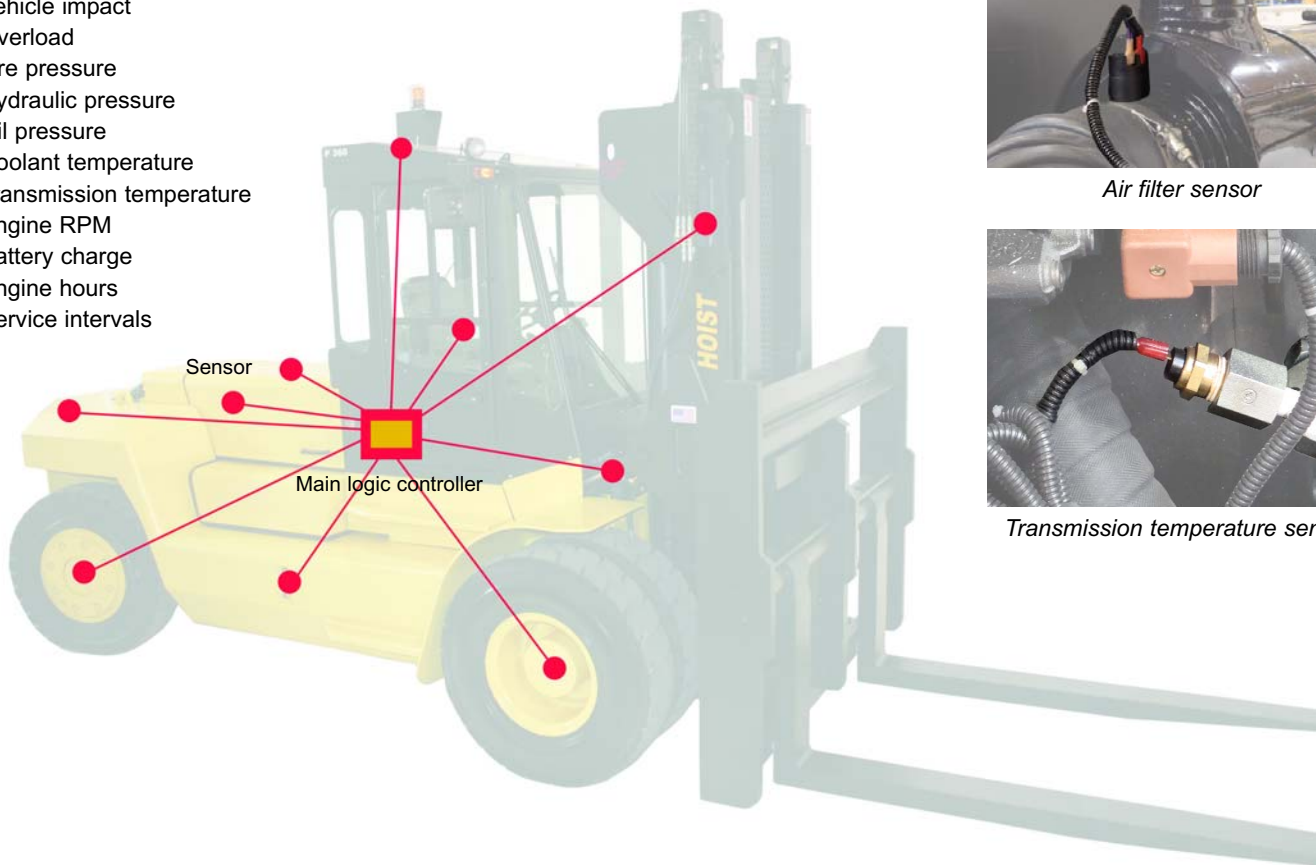 ehicle impact
verload
re pressure
ydraulic pressure
il pressure
oolant temperature
ansmission temperature
ngine RPM
attery charge
ngine hours
ervice intervals
Air filter sensor
HOIST
Sensor
Main logic controller
Transmission temperature sen